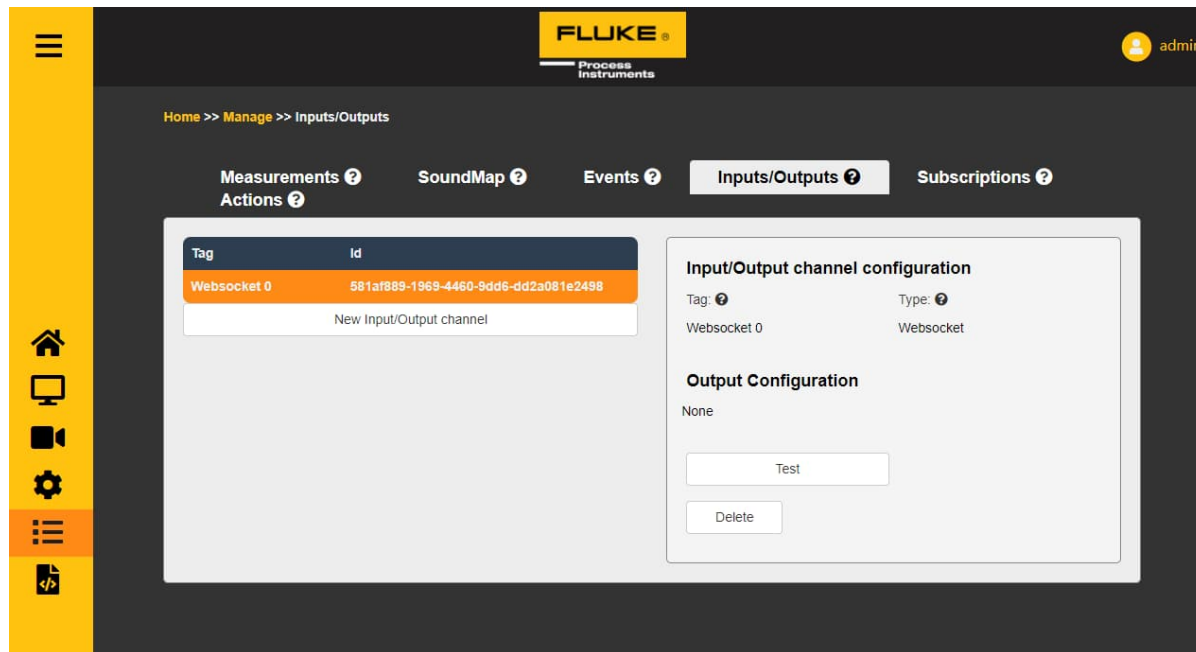 FLUKE ®
Process
Instruments
admin
Home >> Manage >> Inputs/Outputs
Measurements ? SoundMap ? Events ? Inputs/Outputs ? Subscriptions ?
Actions ?
Tag Id
Websocket 0 581af889-1969-4460-9dd6-dd2a081e2498
New Input/Output channel
Input/Output channel configuration
Tag: ? Type: ?
Websocket 0 Websocket
Output Configuration
None
Test
Delete